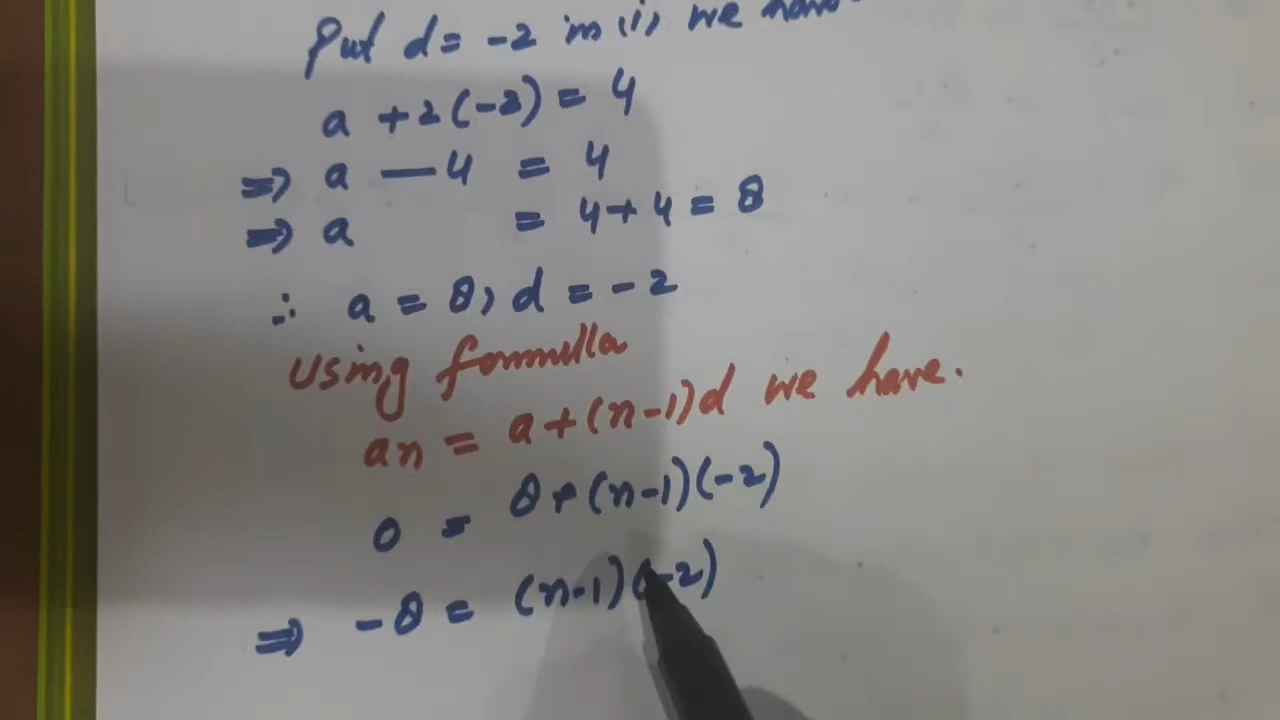 Put d = -2 in (i) we have
a + 2(-2) = 4
⇒ a — 4 = 4
⇒ a = 4 + 4 = 8
∴ a = 8, d = -2
Using formulla
an = a + (n-1)d we have.
0 = 8 + (n-1)(-2)
⇒ -8 = (n-1)(-2)